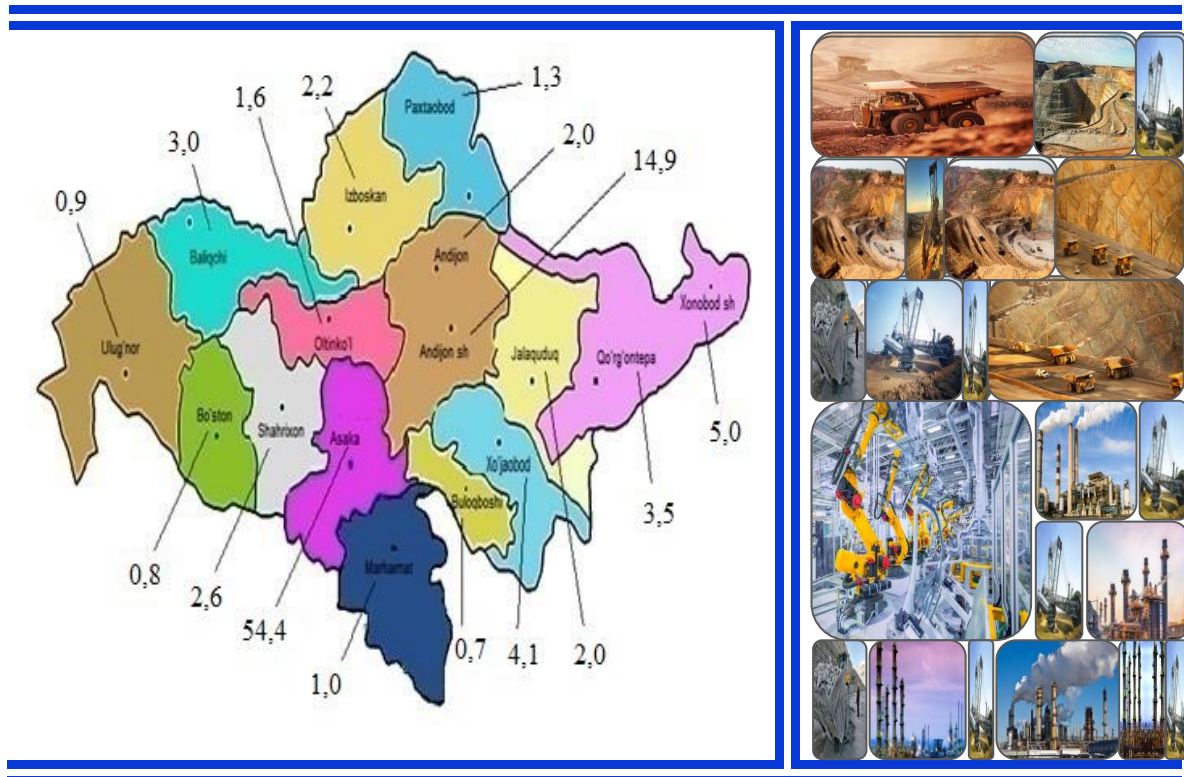 1,3
2,2
1,6
Paxtaobod
2,0
3,0
14,9
Izboskan
0,9
Baliqchi
Andijon
Xonobod sh
Ulug'nor
Oltinko'l
Andijon sh
Jalaquduq
Qo'rg'ontepa
Bo'ston
Shahrixon
Asaka
5,0
Xo'jaobod
Buloqboshi
3,5
Marhamat
0,8
2,6
54,4
0,7
4,1
2,0
1,0